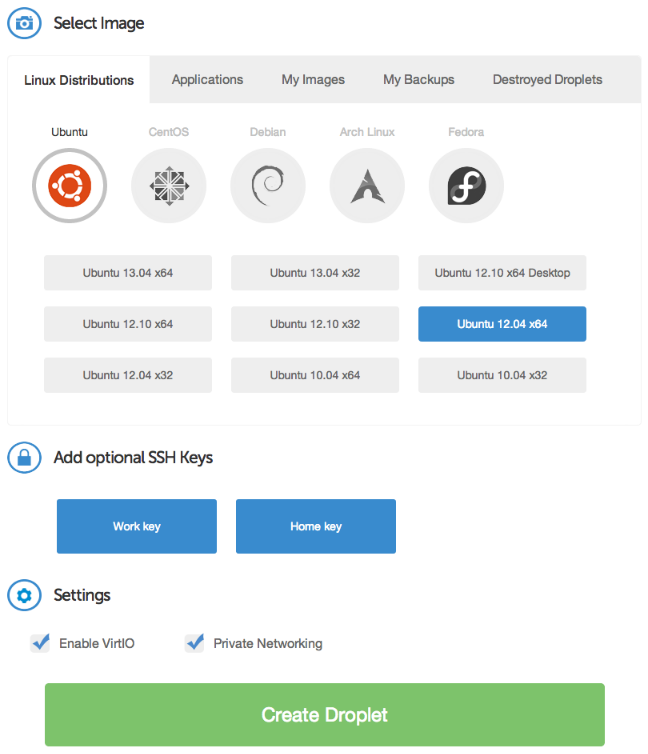 Select Image
Linux Distributions Applications My Images My Backups Destroyed Droplets
Ubuntu CentOS Debian Arch Linux Fedora
Ubuntu 13.04 x64 Ubuntu 13.04 x32 Ubuntu 12.10 x64 Desktop
Ubuntu 12.10 x64 Ubuntu 12.10 x32 Ubuntu 12.04 x64
Ubuntu 12.04 x32 Ubuntu 10.04 x64 Ubuntu 10.04 x32
Add optional SSH Keys
Work key Home key
Settings
Enable VirtIO Private Networking
Create Droplet